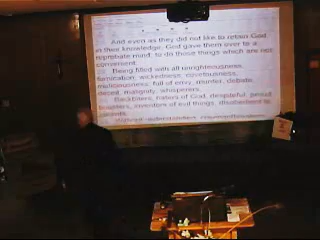 And even as they did not like to retain God
in their knowledge, God gave them over to a
reprobate mind, to do those things which are not
convenient;
29 Being filled with all unrighteousness,
fornication, wickedness, covetousness,
maliciousness; full of envy, murder, debate,
deceit, malignity; whisperers,
Backbiters, haters of God, despiteful, proud,
boasters, inventors of evil things, disobedient to
parents,
Without understanding, covenantbreakers,